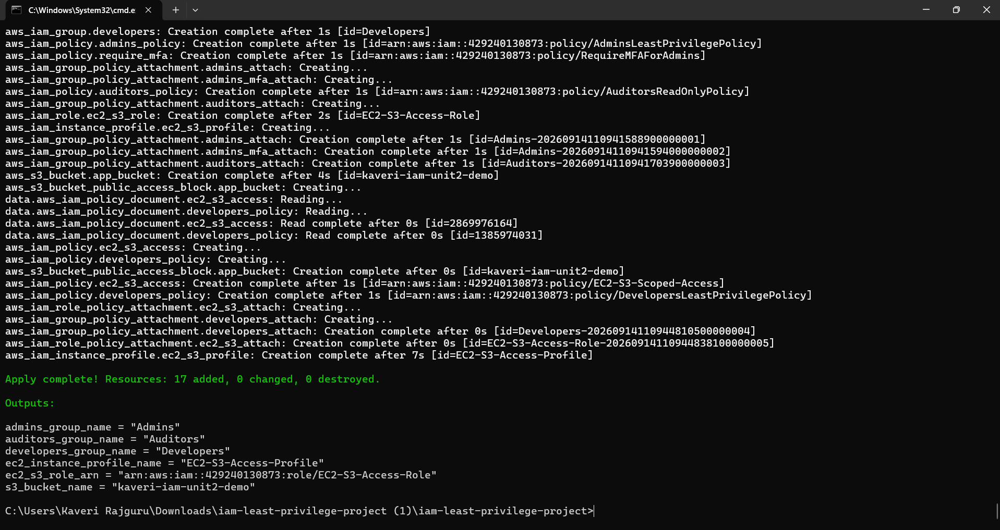 C:\Windows\System32\cmd.e
aws_iam_group.developers: Creation complete after 1s [id=Developers]
aws_iam_policy.admins_policy: Creation complete after 1s [id=arn:aws:iam::429240130873:policy/AdminsLeastPrivilegePolicy]
aws_iam_policy.require_mfa: Creation complete after 1s [id=arn:aws:iam::429240130873:policy/RequireMFAForAdmins]
aws_iam_group_policy_attachment.admins_attach: Creating...
aws_iam_group_policy_attachment.admins_mfa_attach: Creating...
aws_iam_policy.auditors_policy: Creation complete after 1s [id=arn:aws:iam::429240130873:policy/AuditorsReadOnlyPolicy]
aws_iam_group_policy_attachment.auditors_attach: Creating...
aws_iam_role.ec2_s3_role: Creation complete after 2s [id=EC2-S3-Access-Role]
aws_iam_instance_profile.ec2_s3_profile: Creating...
aws_iam_group_policy_attachment.admins_attach: Creation complete after 1s [id=Admins-20260914110941588900000001]
aws_iam_group_policy_attachment.admins_mfa_attach: Creation complete after 1s [id=Admins-20260914110941594000000002]
aws_iam_group_policy_attachment.auditors_attach: Creation complete after 1s [id=Auditors-20260914110941703900000003]
aws_s3_bucket.app_bucket: Creation complete after 4s [id=kaveri-iam-unit2-demo]
aws_s3_bucket_public_access_block.app_bucket: Creating...
data.aws_iam_policy_document.ec2_s3_access: Reading...
data.aws_iam_policy_document.developers_policy: Reading...
data.aws_iam_policy_document.ec2_s3_access: Read complete after 0s [id=2869976164]
data.aws_iam_policy_document.developers_policy: Read complete after 0s [id=1385974031]
aws_iam_policy.ec2_s3_access: Creating...
aws_iam_policy.developers_policy: Creating...
aws_s3_bucket_public_access_block.app_bucket: Creation complete after 0s [id=kaveri-iam-unit2-demo]
aws_iam_policy.ec2_s3_access: Creation complete after 1s [id=arn:aws:iam::429240130873:policy/EC2-S3-Scoped-Access]
aws_iam_policy.developers_policy: Creation complete after 1s [id=arn:aws:iam::429240130873:policy/DevelopersLeastPrivilegePolicy]
aws_iam_role_policy_attachment.ec2_s3_attach: Creating...
aws_iam_group_policy_attachment.developers_attach: Creating...
aws_iam_group_policy_attachment.developers_attach: Creation complete after 0s [id=Developers-20260914110944810500000004]
aws_iam_role_policy_attachment.ec2_s3_attach: Creation complete after 0s [id=EC2-S3-Access-Role-20260914110944838100000005]
aws_iam_instance_profile.ec2_s3_profile: Creation complete after 7s [id=EC2-S3-Access-Profile]
Apply complete! Resources: 17 added, 0 changed, 0 destroyed.
Outputs:
admins_group_name = "Admins"
auditors_group_name = "Auditors"
developers_group_name = "Developers"
ec2_instance_profile_name = "EC2-S3-Access-Profile"
ec2_s3_role_arn = "arn:aws:iam::429240130873:role/EC2-S3-Access-Role"
s3_bucket_name = "kaveri-iam-unit2-demo"
C:\Users\Kaveri Rajguru\Downloads\iam-least-privilege-project (1)\iam-least-privilege-project>